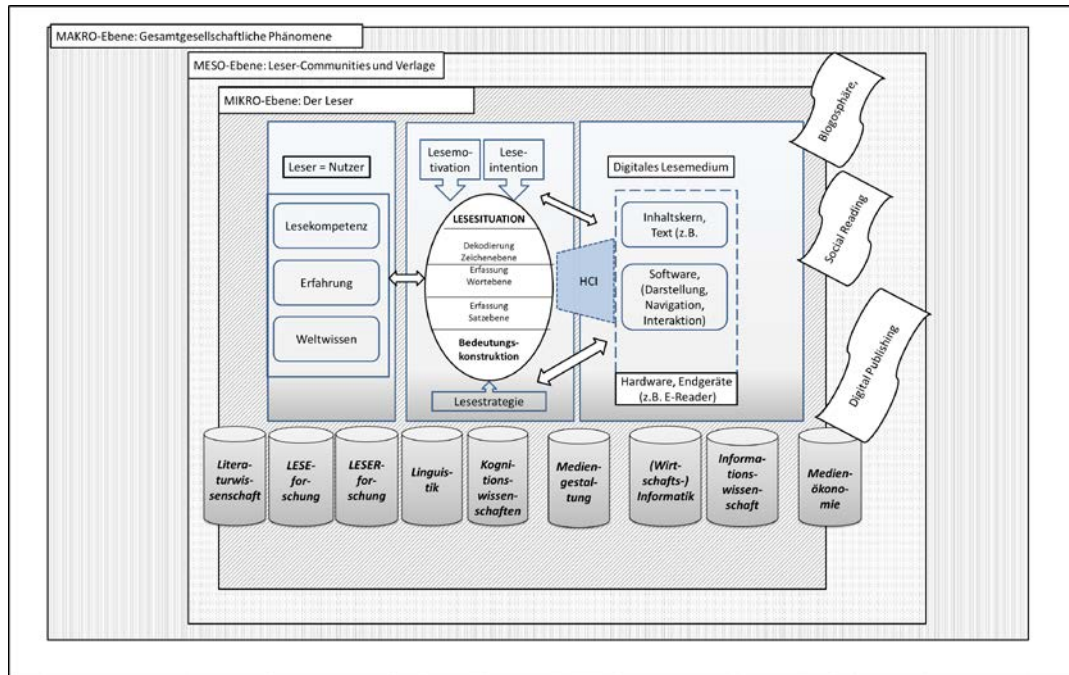 MAKRO-Ebene: Gesamtgesellschaftliche Phänomene
MESO-Ebene: Leser-Communities und Verlage
MIKRO-Ebene: Der Leser
Blogosphäre,
Social Reading
Digital Publishing
Leser = Nutzer
Lesekompetenz
Erfahrung
Weltwissen
Lesemo-
tivation
Lese-
intention
LESESITUATION
Dekodierung
Zeichenebene
Erfassung
Wortebene
Erfassung
Satzebene
Bedeutungs-
konstruktion
Lesestrategie
HCI
Digitales Lesemedium
Inhaltskern,
Text (z.B.
Software,
(Darstellung,
Navigation,
Interaktion)
Hardware, Endgeräte
(z.B. E-Reader)
Litera-
turwis-
senschaft
LESE-
for-
schung
LESER-
for-
schung
Linguis-
tik
Kogni-
tions-
wissen-
schaften
Medien-
gestal-
tung
(Wirt-
schafts-)
Informatik
Informa-
tions-
wissen-
schaft
Medien-
ökono-
mie